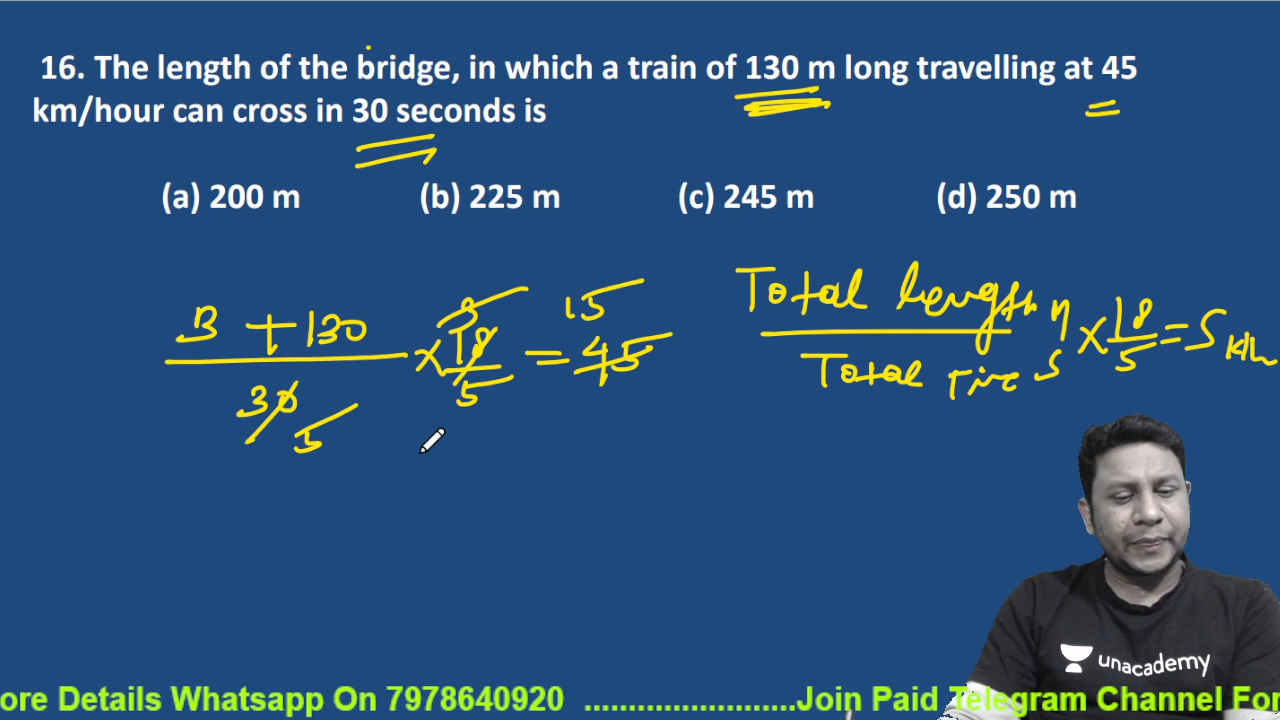 16. The length of the bridge, in which a train of 130 m long travelling at 45
km/hour can cross in 30 seconds is
(a) 200 m (b) 225 m (c) 245 m (d) 250 m
B + 130 / 30 × 18/5 = 45
3 15
5
Total length m / Total Time s × 18/5 = S km/h
unacademy
ore Details Whatsapp On 7978640920 ........................Join Paid Telegram Channel For